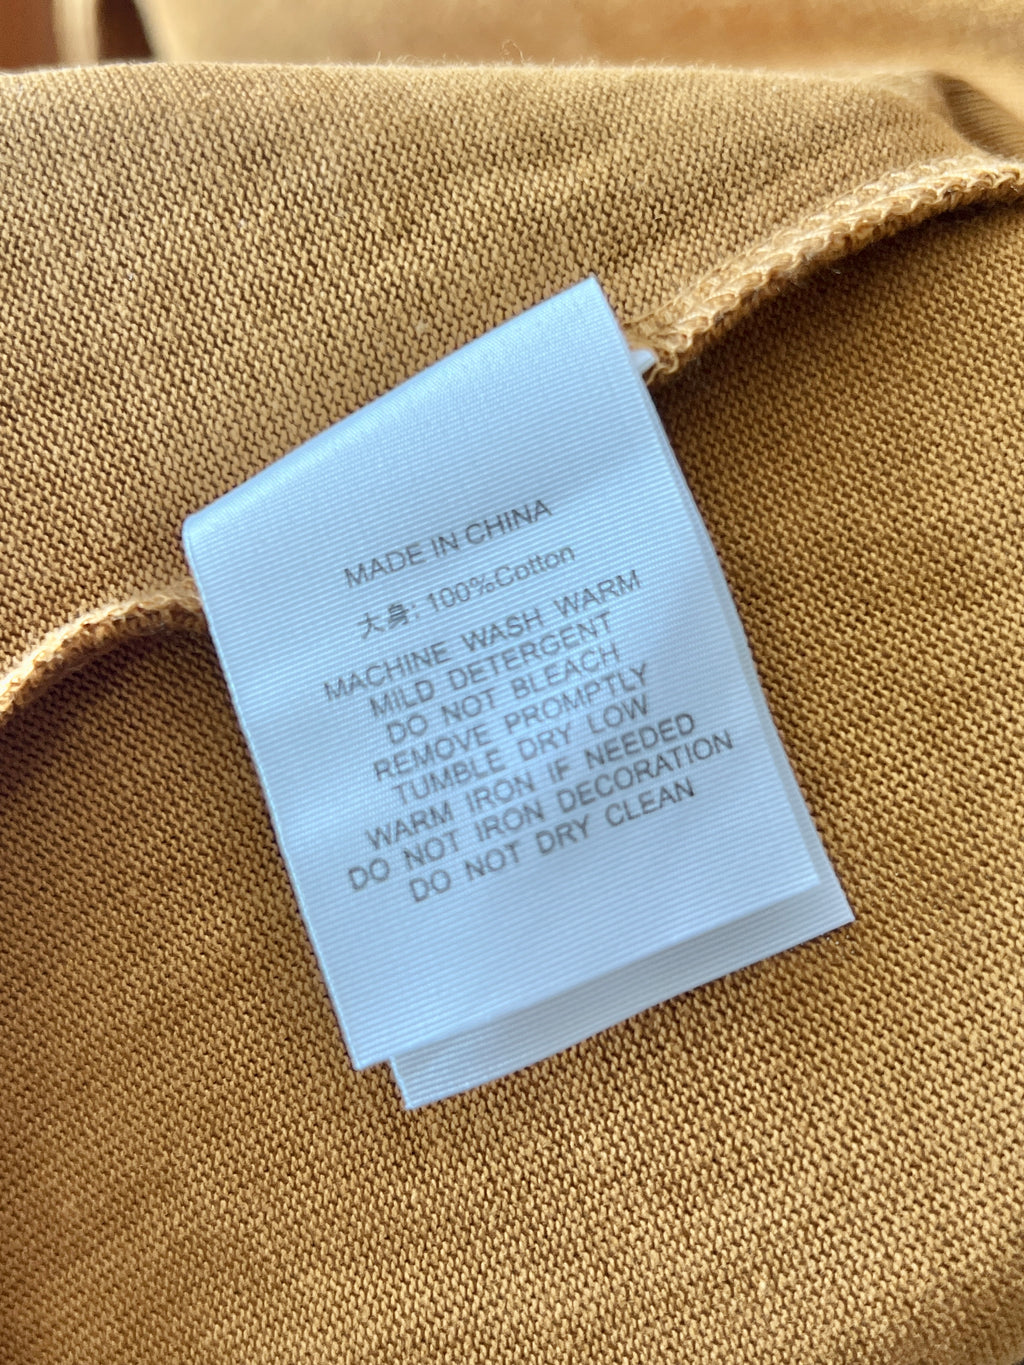 MADE IN CHINA
大身: 100%Cotton
MACHINE WASH WARM
MILD DETERGENT
DO NOT BLEACH
REMOVE PROMPTLY
TUMBLE DRY LOW
WARM IRON IF NEEDED
DO NOT IRON DECORATION
DO NOT DRY CLEAN